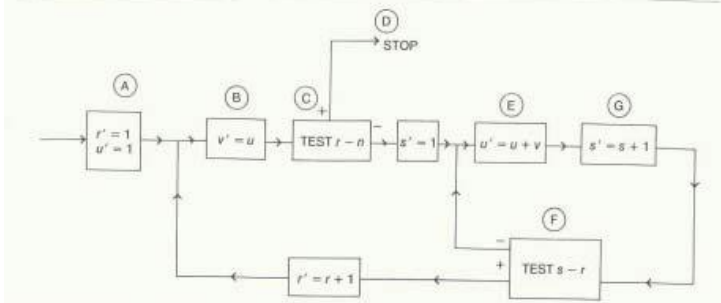 D
STOP
A
B
C
+
E
G
r' = 1
u' = 1
v' = u
TEST r − n
−
s' = 1
u' = u + v
s' = s + 1
F
−
+
TEST s − r
r' = r + 1